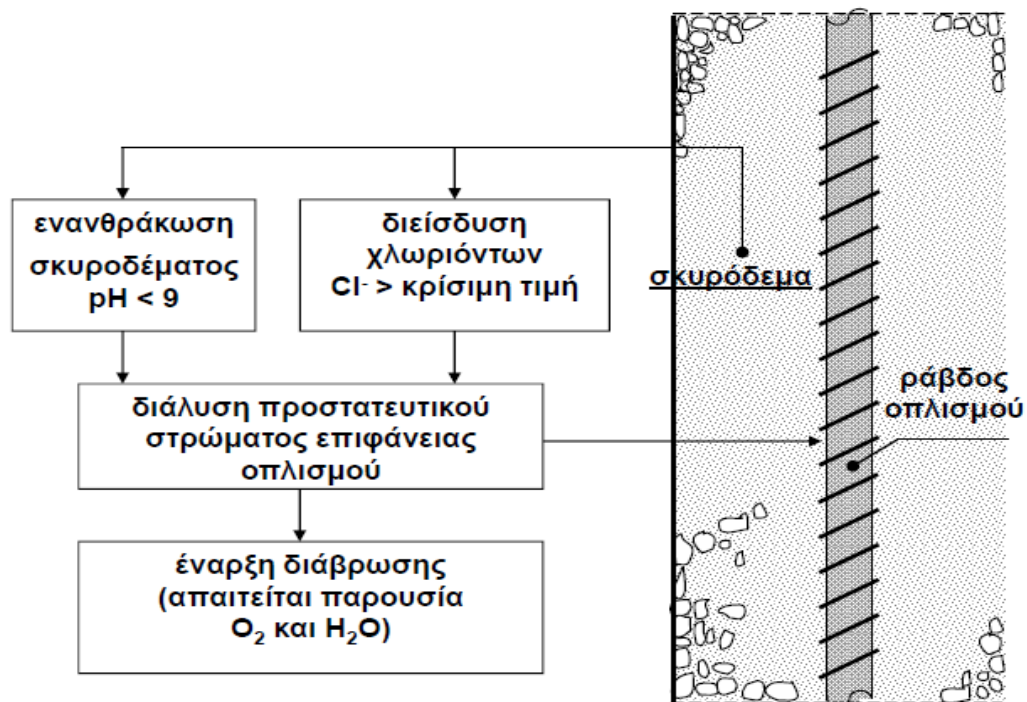 ενανθράκωση
σκυροδέματος
pH < 9
διείσδυση
χλωριόντων
Cl- > κρίσιμη τιμή
σκυρόδεμα
διάλυση προστατευτικού
στρώματος επιφάνειας
οπλισμού
ράβδος
οπλισμού
έναρξη διάβρωσης
(απαιτείται παρουσία
O2 και H2O)